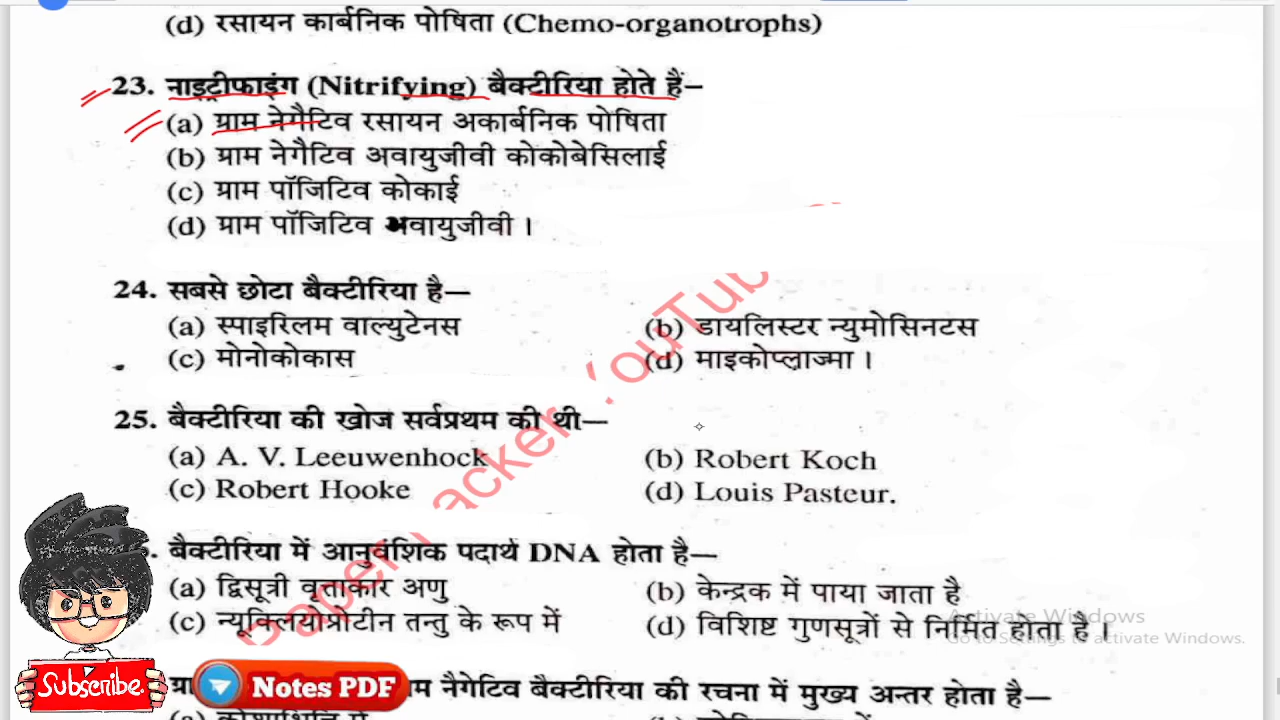 (d) रसायन कार्बनिक पोषिता (Chemo-organotrophs)
23. नाइट्रीफाइंग (Nitrifying) बैक्टीरिया होते हैं–
(a) ग्राम नेगैटिव रसायन अकार्बनिक पोषिता
(b) ग्राम नेगैटिव अवायुजीवी कोकोबेसिलाई
(c) ग्राम पॉजिटिव कोकाई
(d) ग्राम पॉजिटिव अवायुजीवी ।
24. सबसे छोटा बैक्टीरिया है—
(a) स्पाइरिलम वाल्युटेनस (b) डायलिस्टर न्युमोसिनटस
(c) मोनोकोकास (d) माइकोप्लाज्मा ।
25. बैक्टीरिया की खोज सर्वप्रथम की थी—
(a) A. V. Leeuwenhock (b) Robert Koch
(c) Robert Hooke (d) Louis Pasteur.
बैक्टीरिया में आनुवंशिक पदार्थ DNA होता है—
(a) द्विसूत्री वृत्ताकार अणु (b) केन्द्रक में पाया जाता है
(c) न्यूक्लियोप्रोटीन तन्तु के रूप में (d) विशिष्ट गुणसूत्रों से निर्मित होता है ।
Activate Windows
Go to Settings to activate Windows.
Subscribe.
Notes PDF
नैगेटिव बैक्टीरिया की रचना में मुख्य अन्तर होता है—